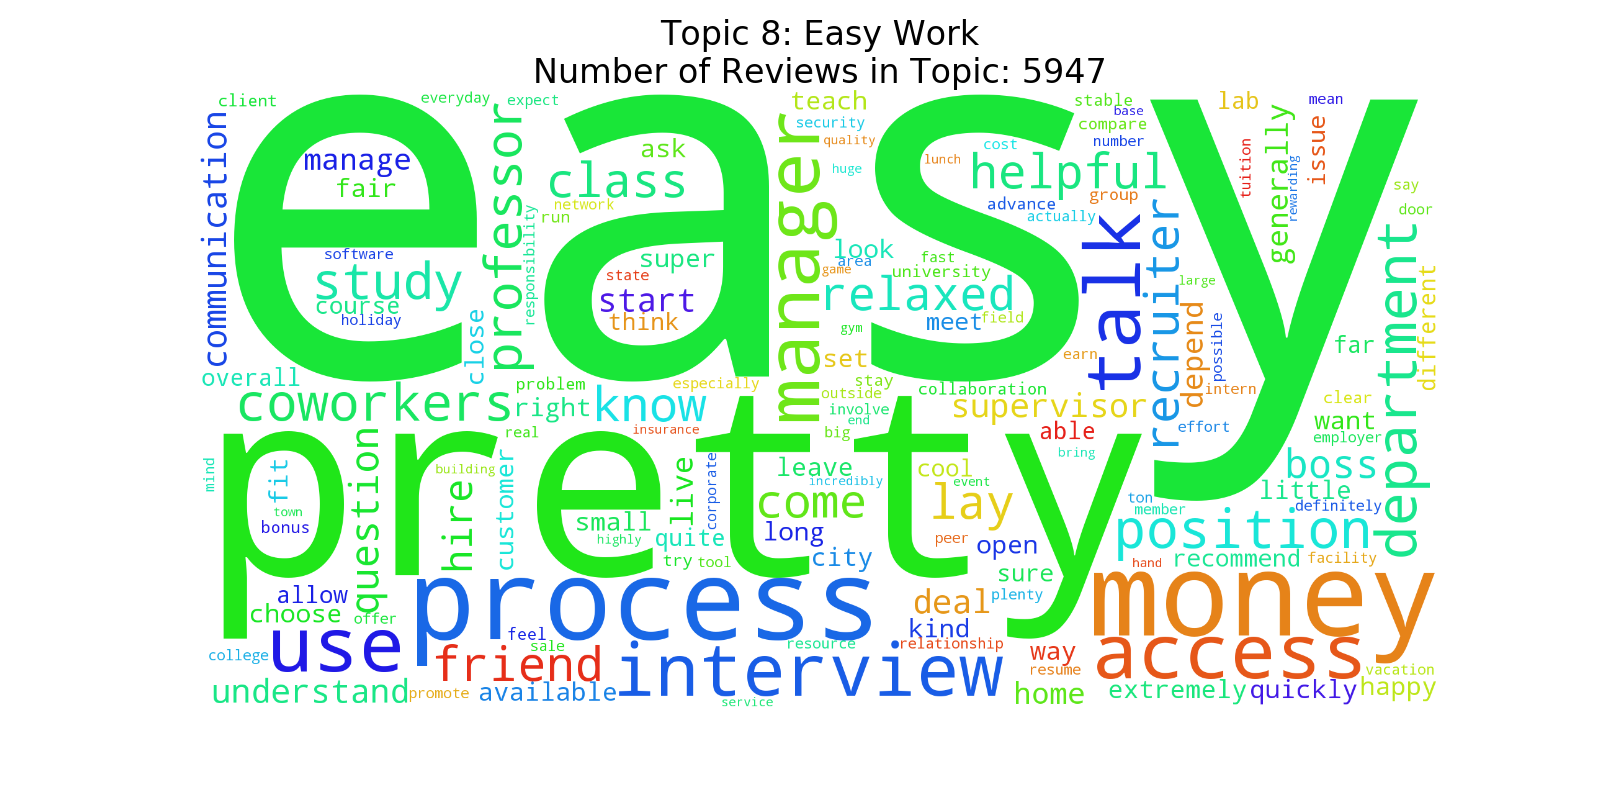 Topic 8: Easy Work
Number of Reviews in Topic: 5947
easy
pretty
client
everyday
expect
teach
stable
base
lab
mean
communication
manage
fair
professor
ask
class
network
run
manager
security
quality
huge
cost
lunch
helpful
compare
number
group
advance
actually
talk
recruiter
generally
tuition
rewarding
issue
say
door
department
different
software
study
course
holiday
close
responsibility
super
state
start
think
look
area
game
fast
university
relaxed
gym
meet
field
large
depend
possible
far
overall
coworkers
problem
right
know
especially
insurance
set
stay
outside
involve
end
big
collaboration
supervisor
earn
intern
effort
able
bring
clear
want
employer
boss
little
definitely
mind
fit
town
bonus
question
building
hire
customer
real
small
highly
quite
live
corporate
try
tool
leave
incredibly
come
long
city
cool
event
lay
peer
open
sure
plenty
ton
member
position
recommend
hand
facility
allow
choose
offer
use
process
feel
sale
friend
interview
resource
deal
kind
relationship
money
access
way
resume
college
understand
promote
available
service
home
extremely
quickly
vacation
happy